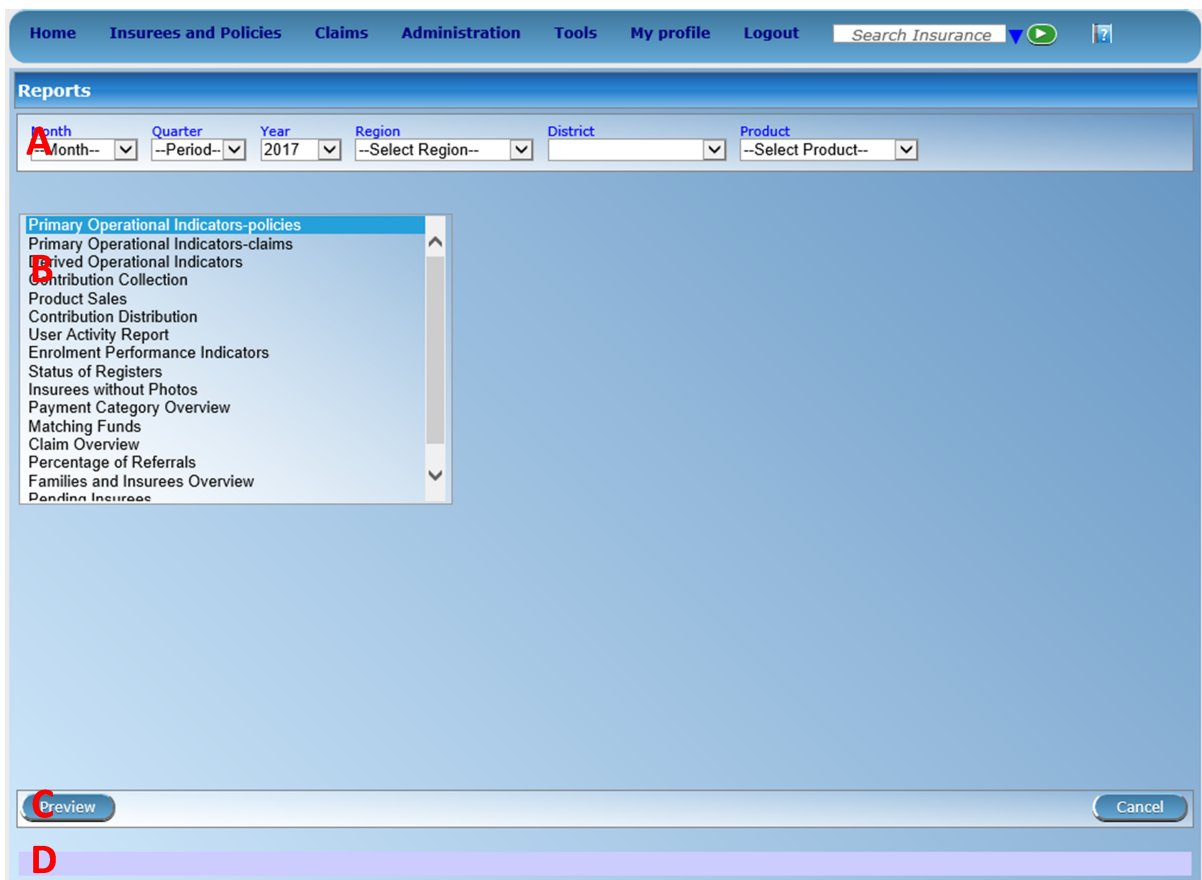 Home Insurees and Policies Claims Administration Tools My profile Logout Search Insurance ?
Reports
Month Quarter Year Region District Product
A
--Month-- --Period-- 2017 --Select Region-- --Select Product--
Primary Operational Indicators-policies
Primary Operational Indicators-claims
Derived Operational Indicators
B
Contribution Collection
Product Sales
Contribution Distribution
User Activity Report
Enrolment Performance Indicators
Status of Registers
Insurees without Photos
Payment Category Overview
Matching Funds
Claim Overview
Percentage of Referrals
Families and Insurees Overview
Pending Insurees
C
Preview Cancel
D